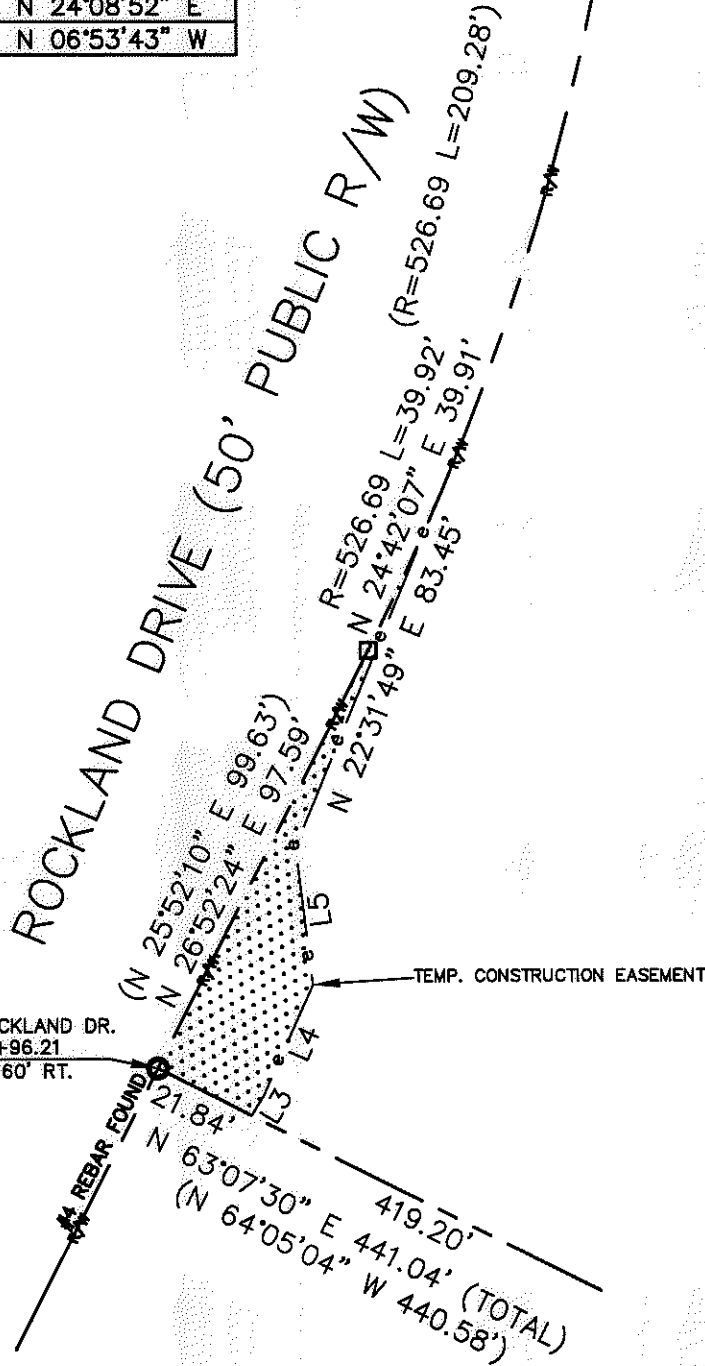 N 24°08'52" E
N 06°53'43" W
ROCKLAND DRIVE (50' PUBLIC R/W)
(R=526.69 L=209.28')
R/W
R=526.69 L=39.92'
N 24°42'07" E 39.91'
R/W
e
e
N 22°31'49" E 83.45'
R/W
e
(N 25°52'10" E 99.63')
N 26°52'24" E 97.59'
e
L5
R/W
e
TEMP. CONSTRUCTION EASEMENT
L4
e
CKLAND DR.
+96.21
60' RT.
L3
#4 REBAR FOUND
R/W
21.84'
419.20'
N 63°07'30" E 441.04' (TOTAL)
(N 64°05'04" W 440.58')